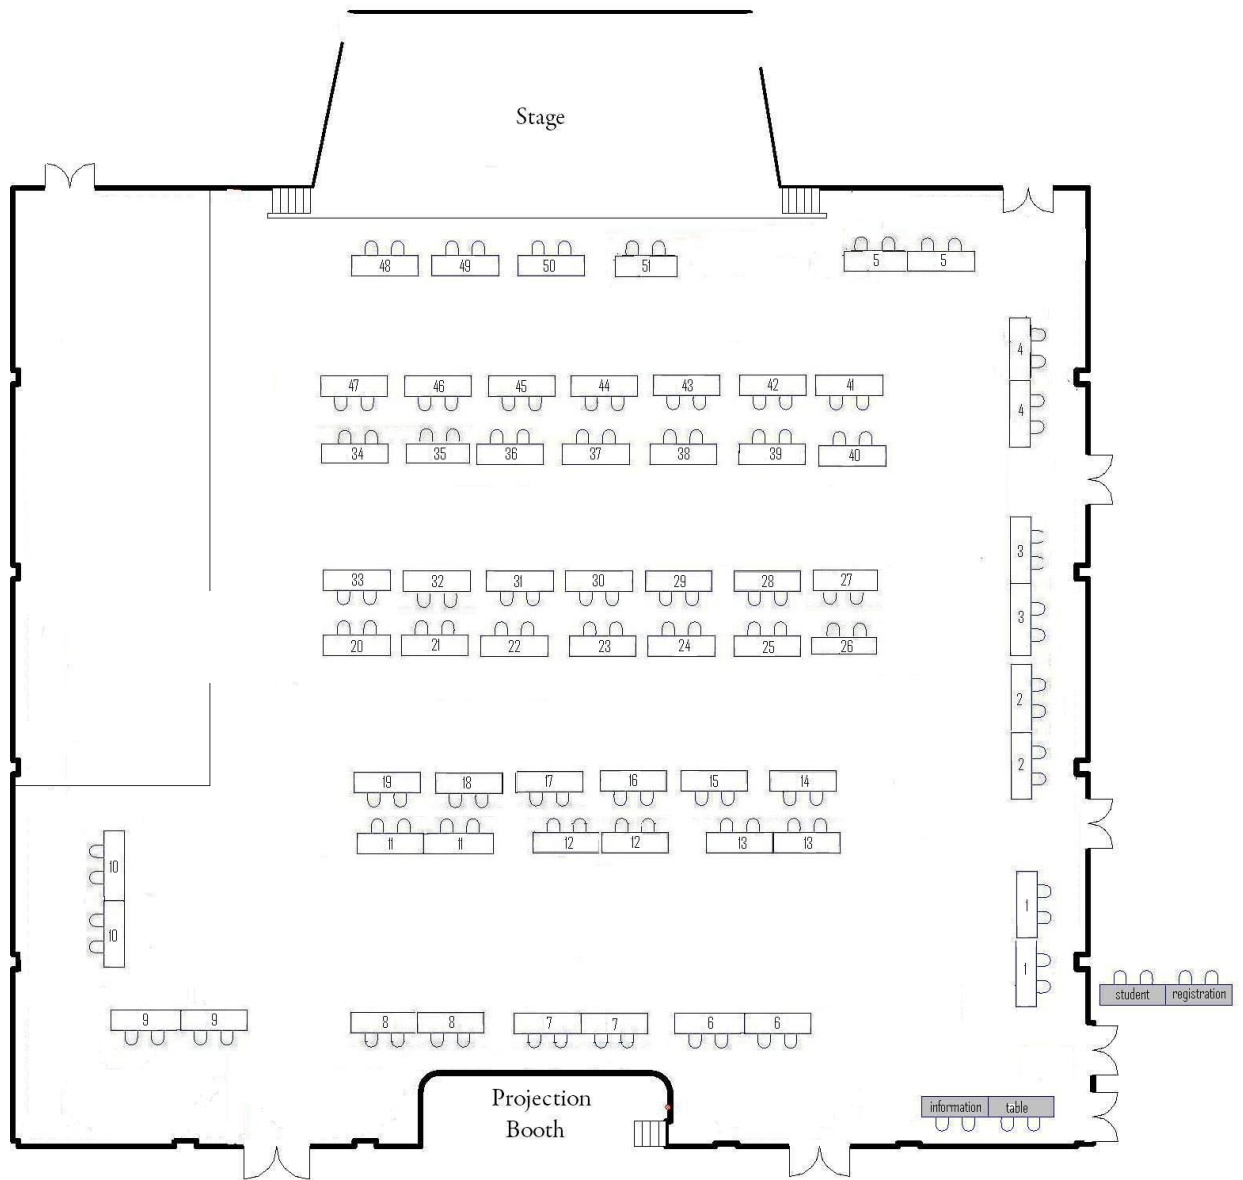 Stage
48 49 50 51 5 5
4
47 46 45 44 43 42 41
4
34 35 36 37 38 39 40
3
33 32 31 30 29 28 27
3
20 21 22 23 24 25 26
2
2
19 18 17 16 15 14
11 11 12 12 13 13
10
1
10
1
student registration
9 9 8 8 7 7 6 6
Projection
Booth
information table